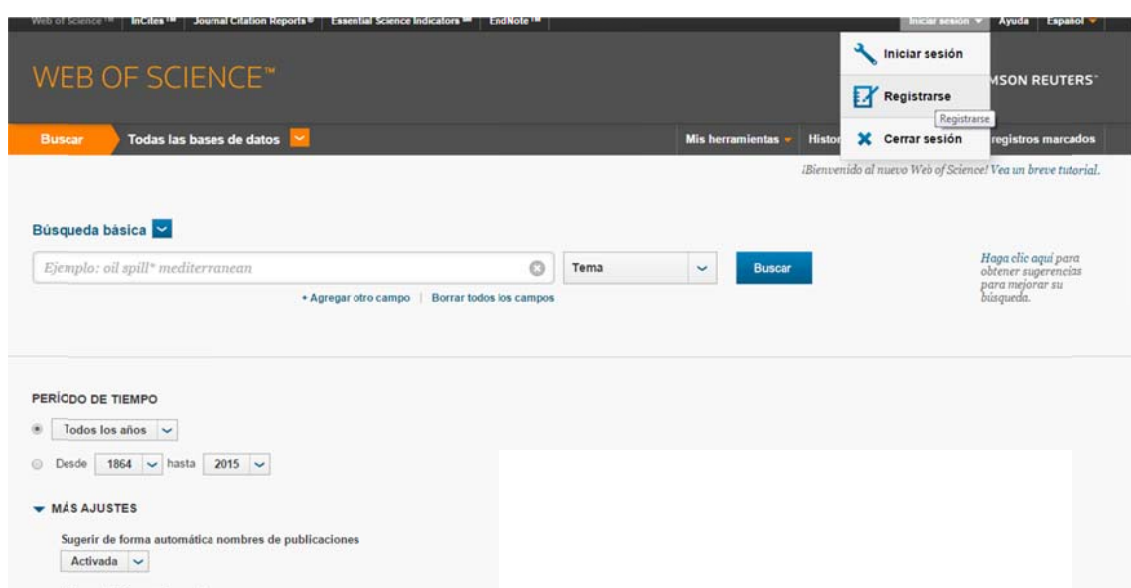 Web of Science™ InCites™ Journal Citation Reports® Essential Science Indicators℠ EndNote™ Iniciar sesión Ayuda Español
Iniciar sesión
WEB OF SCIENCE™
MSON REUTERS™
Registrarse
Registrarse
Buscar Todas las bases de datos Mis herramientas Histor Cerrar sesión registros marcados
¡Bienvenido al nuevo Web of Science! Vea un breve tutorial.
Búsqueda básica
Ejemplo: oil spill* mediterranean Tema Buscar
Haga clic aquí para
obtener sugerencias
para mejorar su
búsqueda.
+ Agregar otro campo | Borrar todos los campos
PERÍODO DE TIEMPO
Todos los años
Desde 1864 hasta 2015
MÁS AJUSTES
Sugerir de forma automática nombres de publicaciones
Activada